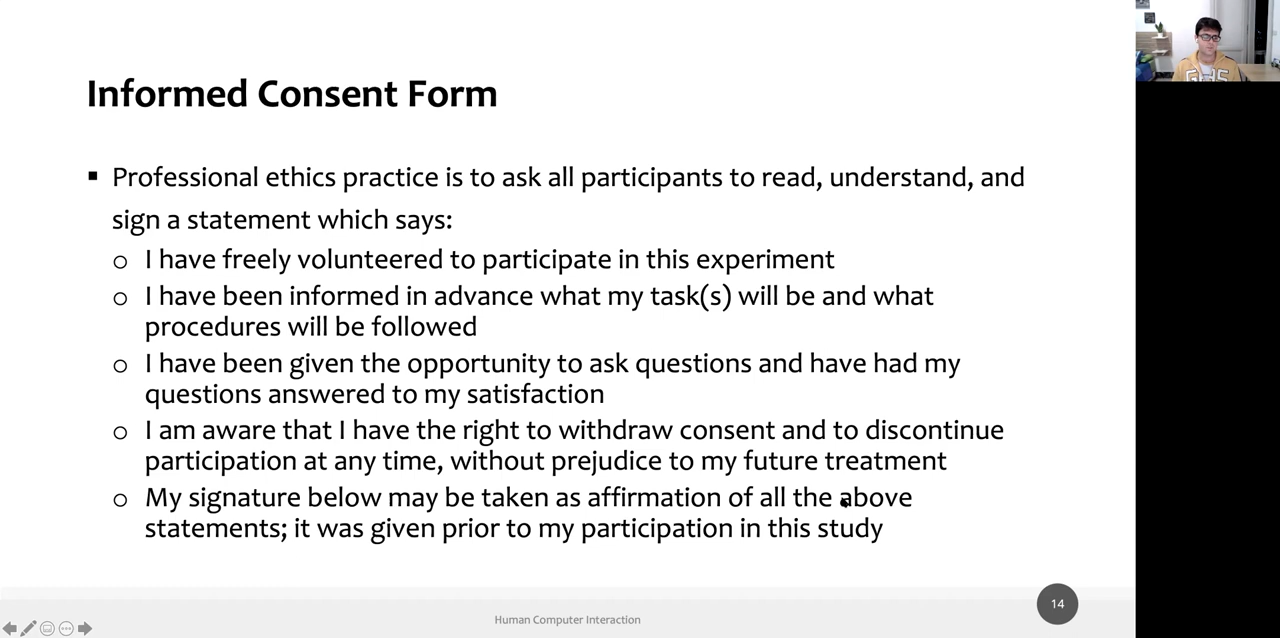 Informed Consent Form
▪ Professional ethics practice is to ask all participants to read, understand, and
sign a statement which says:
o I have freely volunteered to participate in this experiment
o I have been informed in advance what my task(s) will be and what
procedures will be followed
o I have been given the opportunity to ask questions and have had my
questions answered to my satisfaction
o I am aware that I have the right to withdraw consent and to discontinue
participation at any time, without prejudice to my future treatment
o My signature below may be taken as affirmation of all the above
statements; it was given prior to my participation in this study
Human Computer Interaction
14